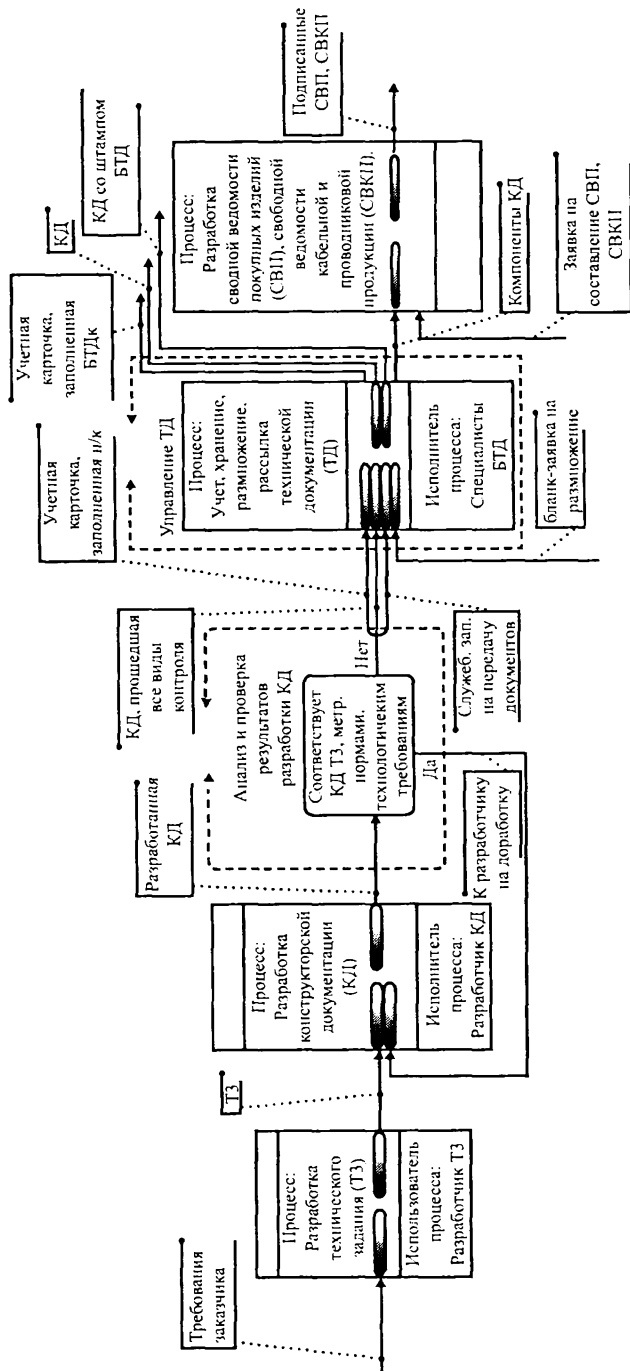 Требования
заказчика
Процесс:
Разработка
технического
задания (ТЗ)
Использователь
процесса:
Разработчик ТЗ
ТЗ
Процесс:
Разработка
конструкторской
документации
(КД)
Исполнитель
процесса:
Разработчик КД
Разработанная
КД
К разработчику
на доработку
Анализ и проверка
результатов
разработки КД
Соответствует
КД ТЗ, метр.
нормами,
технологичеким
требованиям
Да
Нет
КД, прошедшая
все виды
контроля
Служеб. зап.
на передачу
документов
Учетная
карточка,
заполненная н/к
Учетная
карточка,
заполненная
БТДк
Управление ТД
Процесс:
Учет, хранение,
размножение.
рассылка
технической
документации
(ТД)
Исполнитель
процесса:
Специалисты
БТД
бланк-заявка на
размножение
КД
КД со штампом
БТД
Процесс:
Разработка
сводной ведомости
покупных изделий
(СВП), свободной
ведомости
кабельной и
проводниковой
продукции (СВКП).
Компоненты КД
Заявка на
составление СВП,
СВКП
Подписанные
СВП, СВКП